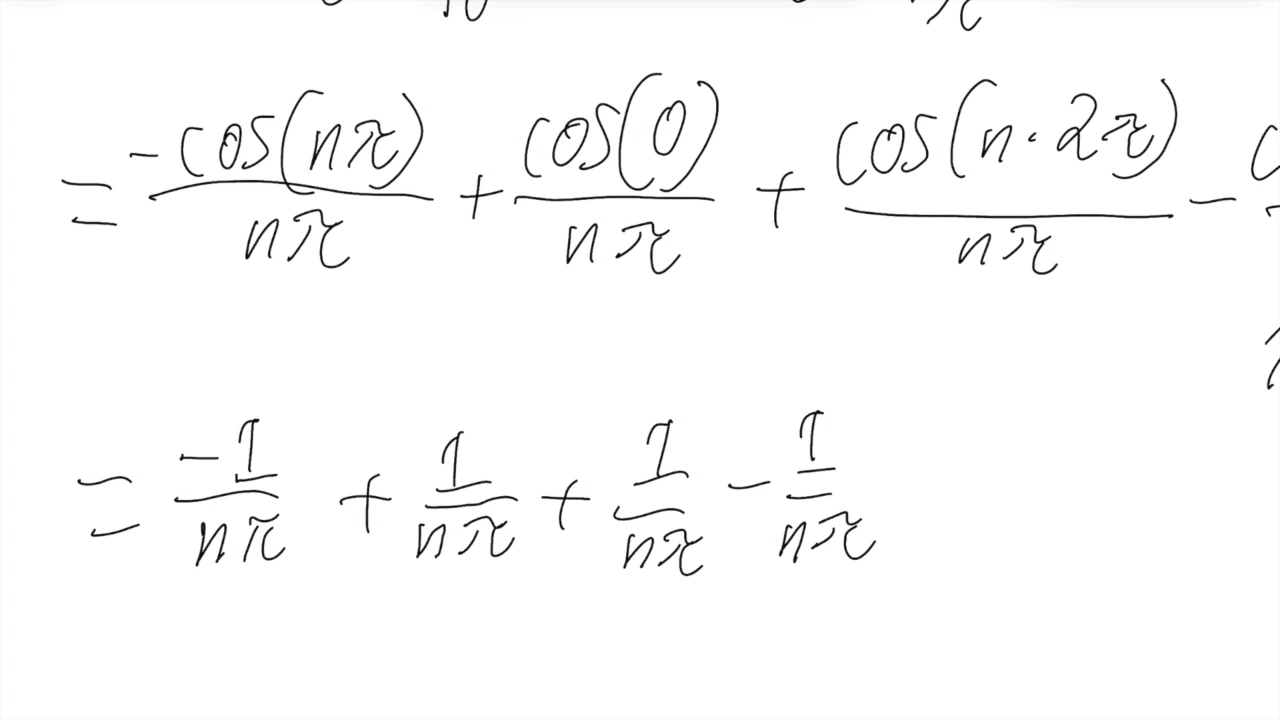 = -cos(nπ)/nπ + cos(0)/nπ + cos(n·2π)/nπ - c
= -1/nπ + 1/nπ + 1/nπ - 1/nπ